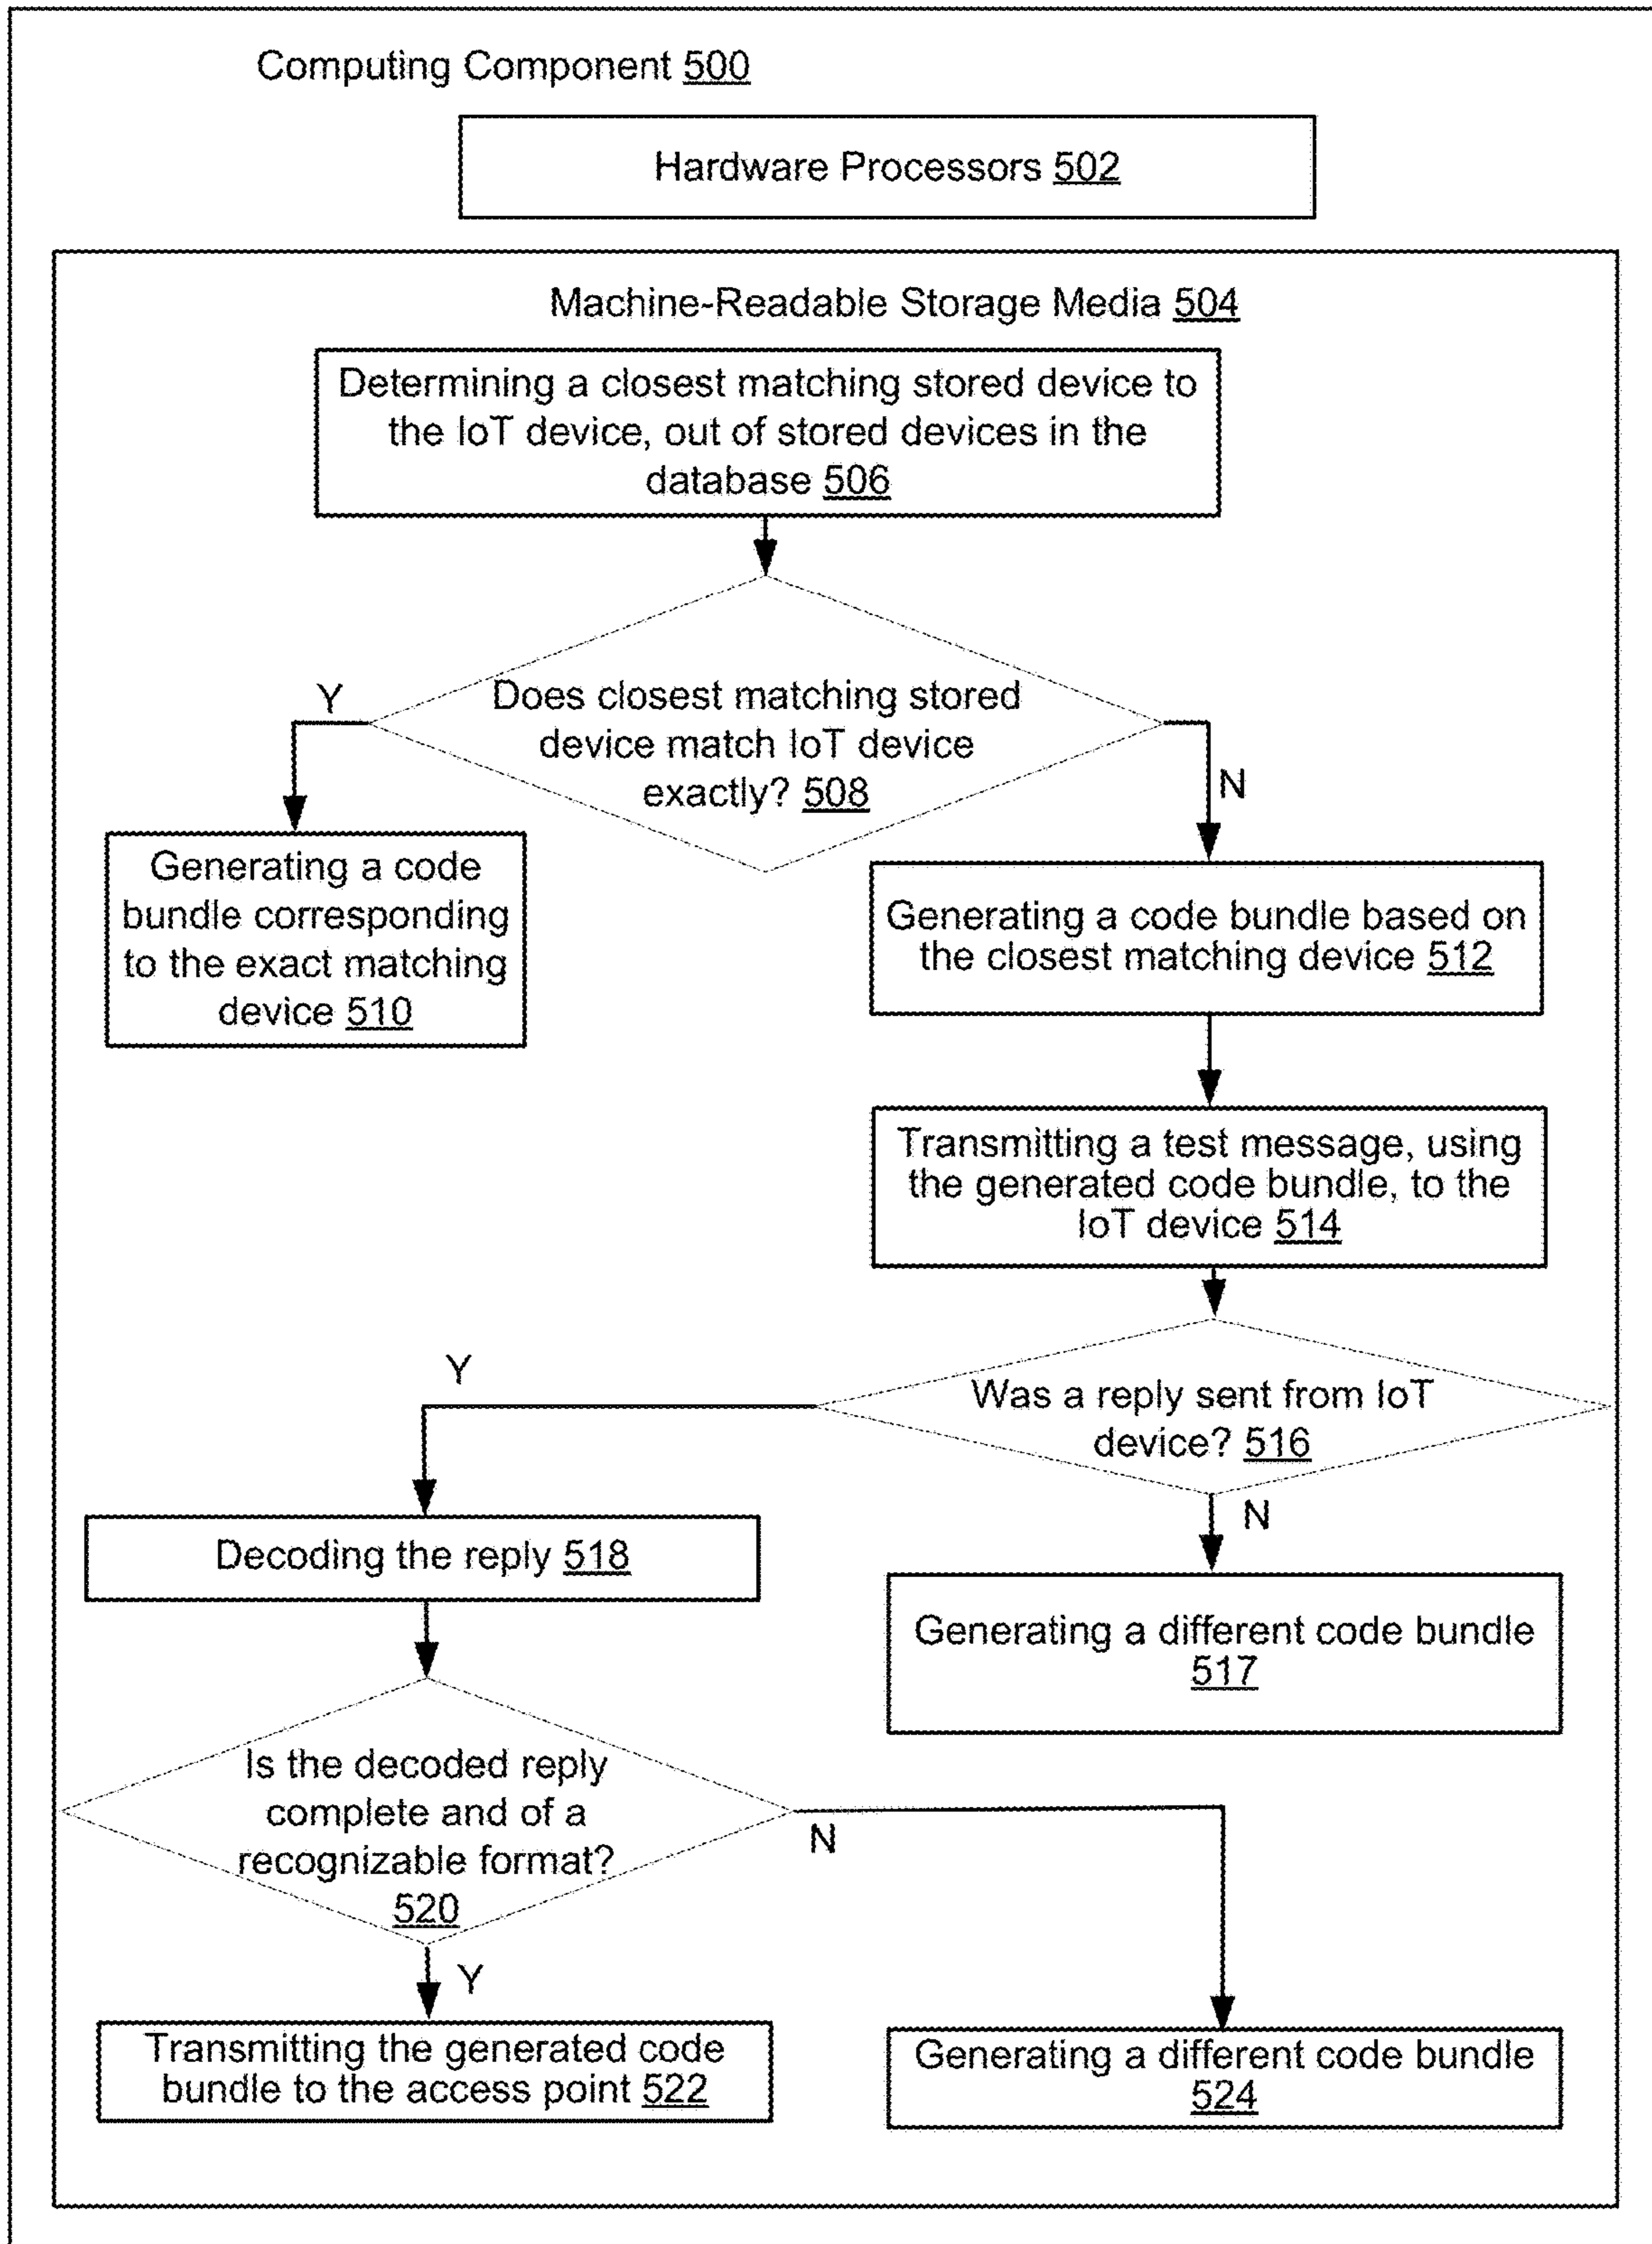 Computing Component 500
Hardware Processors 502
Machine-Readable Storage Media 504
Determining a closest matching stored device to
the IoT device, out of stored devices in the
database 506
Does closest matching stored
device match IoT device
exactly? 508
Y
N
Generating a code
bundle corresponding
to the exact matching
device 510
Generating a code bundle based on
the closest matching device 512
Transmitting a test message, using
the generated code bundle, to the
IoT device 514
Was a reply sent from IoT
device? 516
Y
N
Decoding the reply 518
Generating a different code bundle
517
Is the decoded reply
complete and of a
recognizable format?
520
N
Y
Transmitting the generated code
bundle to the access point 522
Generating a different code bundle
524